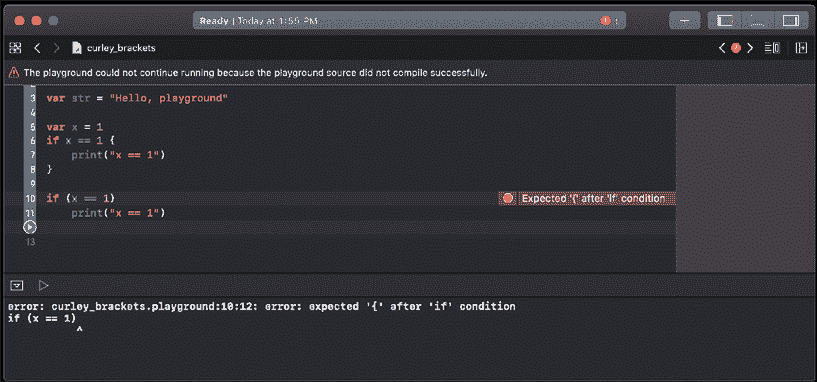 Ready | Today at 1:55 PM
1
curley_brackets
The playground could not continue running because the playground source did not compile successfully.
3 var str = "Hello, playground"
4
5 var x = 1
6 if x == 1 {
7 print("x == 1")
8 }
9
10 if (x == 1) Expected '{' after 'if' condition
11 print("x == 1")
13
error: curley_brackets.playground:10:12: error: expected '{' after 'if' condition
if (x == 1)
^